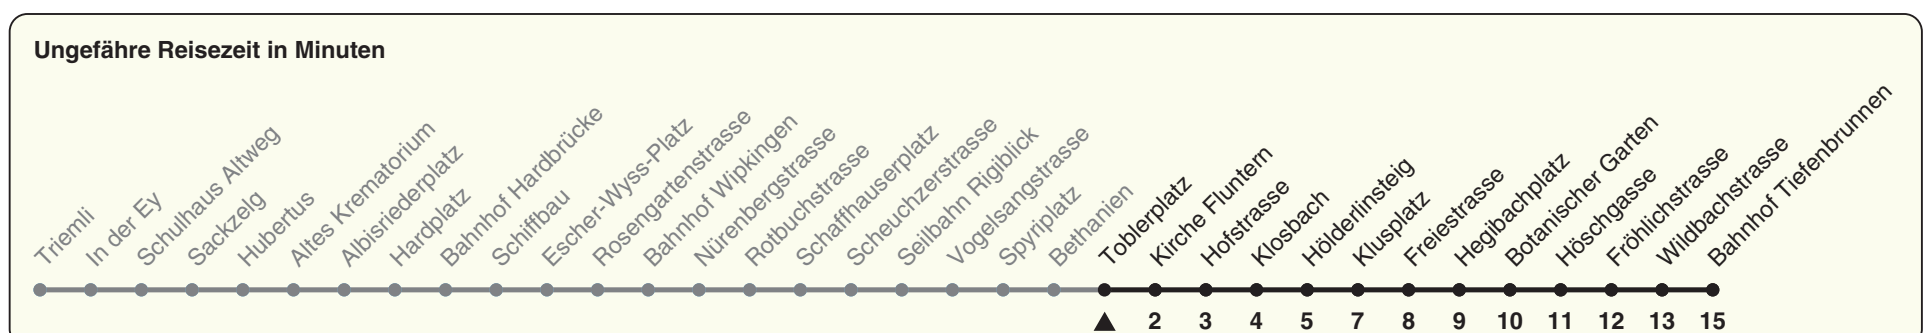 Ungefähre Reisezeit in Minuten
Triemli
In der Ey
Schulhaus Altweg
Sackzelg
Hubertus
Altes Krematorium
Albisriederplatz
Hardplatz
Bahnhof Hardbrücke
Schiffbau
Escher-Wyss-Platz
Rosengartenstrasse
Bahnhof Wipkingen
Nürenbergstrasse
Rotbuchstrasse
Schaffhauserplatz
Scheuchzerstrasse
Seilbahn Rigiblick
Vogelsangstrasse
Spyriplatz
Bethanien
Toblerplatz
Kirche Fluntern
Hofstrasse
Klosbach
Hölderlinsteig
Klusplatz
Freiestrasse
Hegibachplatz
Botanischer Garten
Höschgasse
Fröhlichstrasse
Wildbachstrasse
Bahnhof Tiefenbrunnen
2 3 4 5 7 8 9 10 11 12 13 15